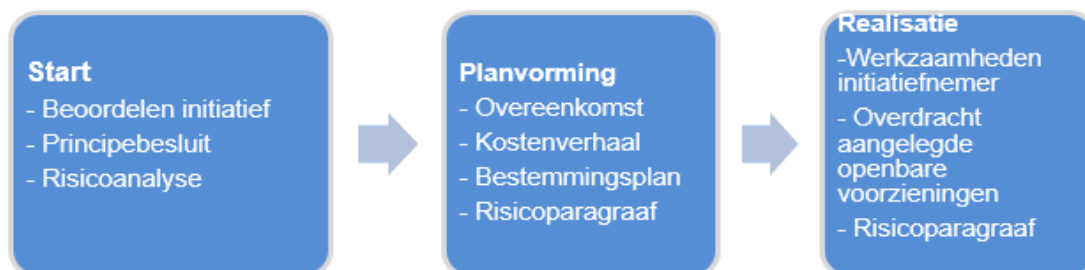 Start
- Beoordelen initiatief
- Principebesluit
- Risicoanalyse
Planvorming
- Overeenkomst
- Kostenverhaal
- Bestemmingsplan
- Risicoparagraaf
Realisatie
-Werkzaamheden
initiatiefnemer
- Overdracht
aangelegde
openbare
voorzieningen
- Risicoparagraaf